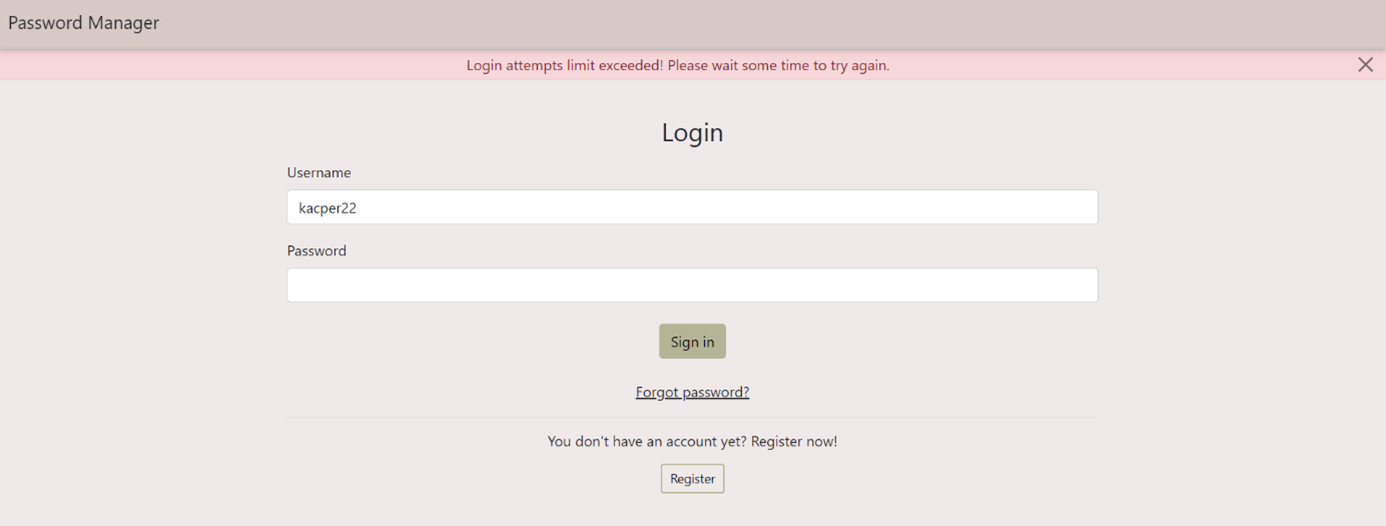 Password Manager
Login attempts limit exceeded! Please wait some time to try again.
Login
Username
kacper22
Password
Sign in
Forgot password?
You don't have an account yet? Register now!
Register